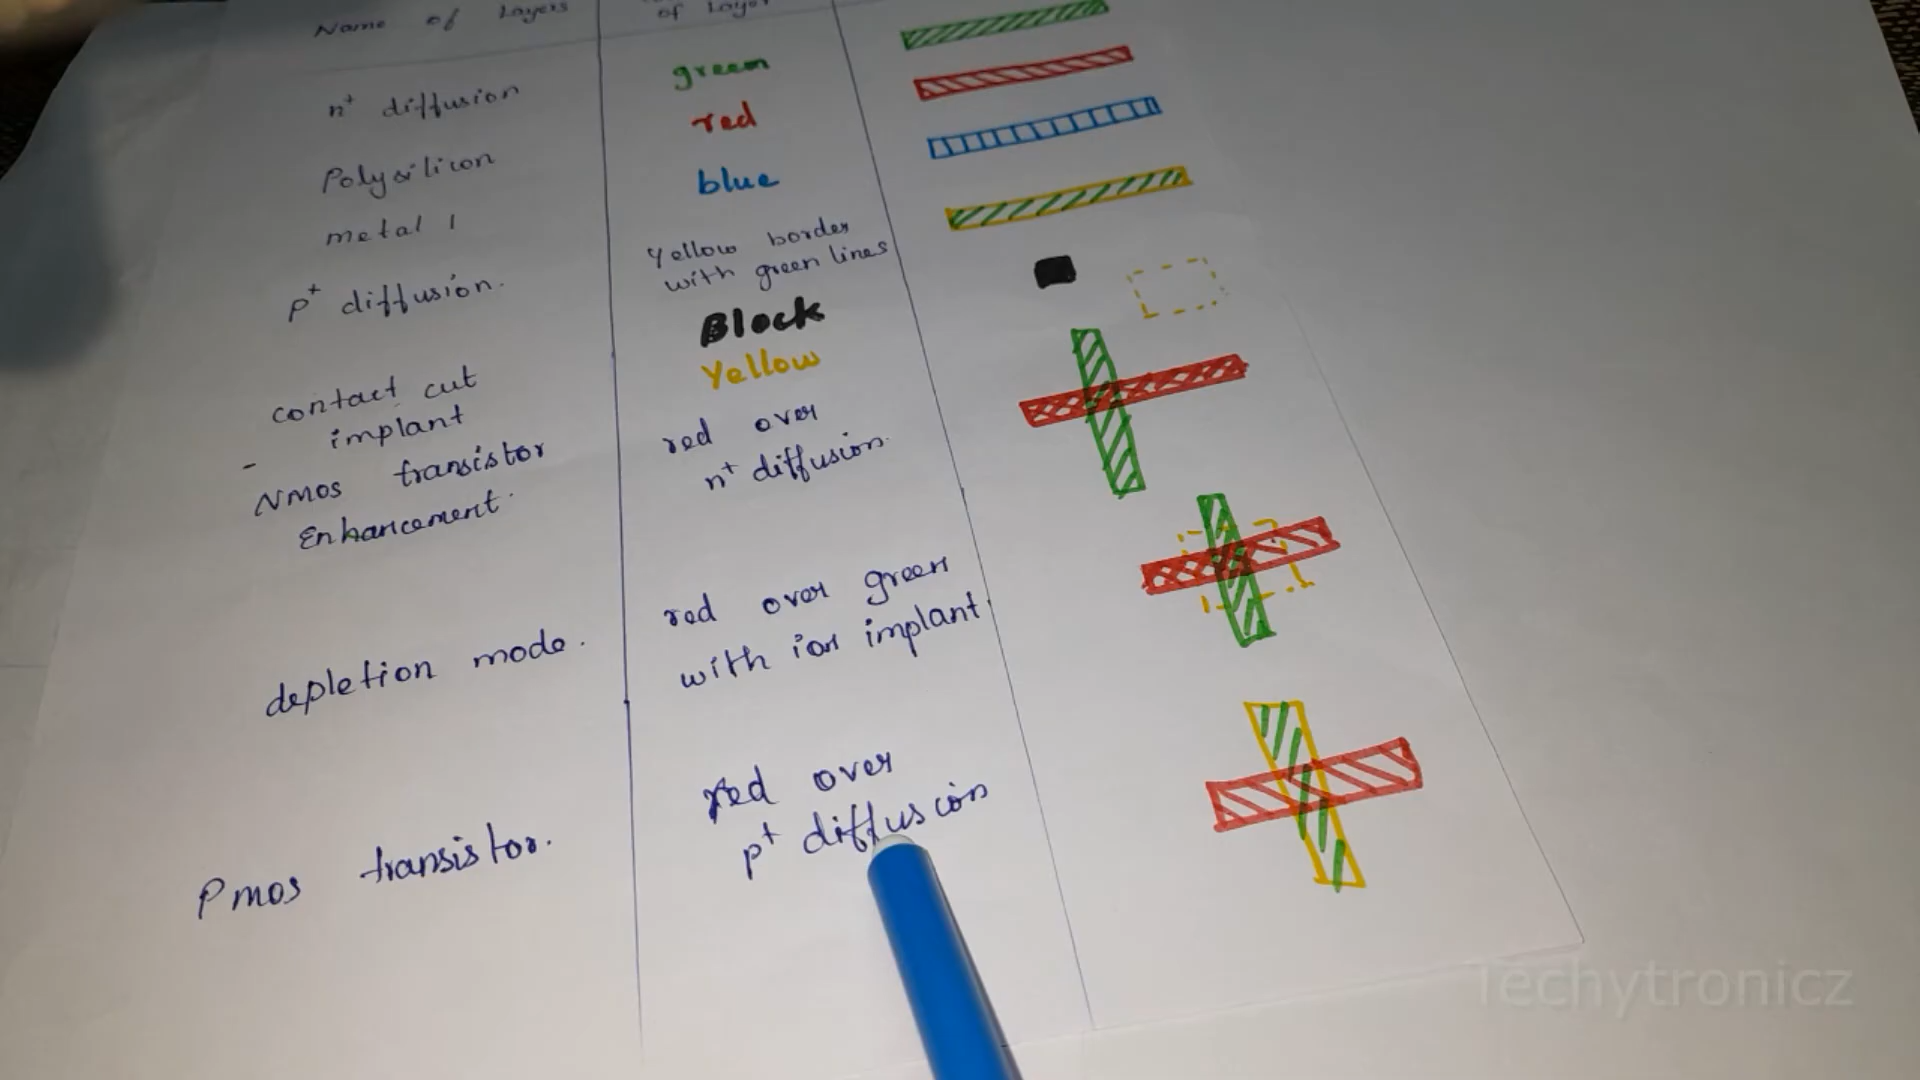 Name of Layers
of Layer
n+ diffusion
green
Polysilicon
red
metal 1
blue
p+ diffusion.
Yellow border
with green lines
contact cut
Block
implant
Yellow
- NMOS transistor
Enhancement.
red over
n+ diffusion.
depletion mode.
red over green
with ion implant
Pmos transistor.
red over
p+ diffusion
Techytronicz